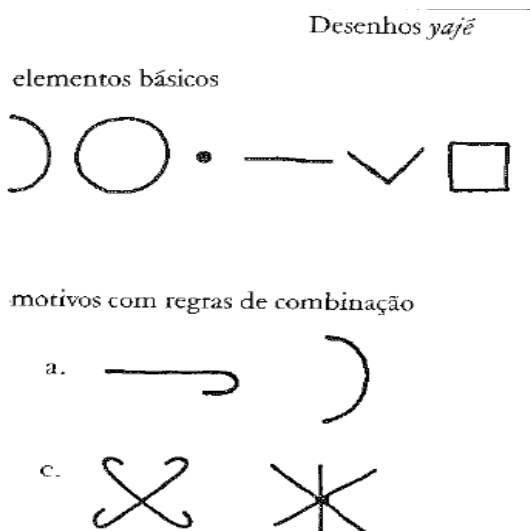 Desenhos yajé
elementos básicos
motivos com regras de combinação
a.
c.